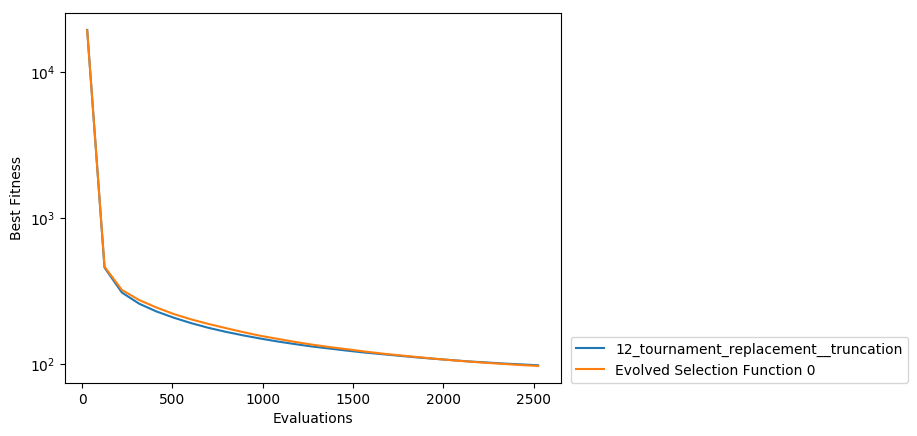 10^4
10^3
10^2
Best Fitness
0 500 1000 1500 2000 2500
Evaluations
12_tournament_replacement__truncation
Evolved Selection Function 0